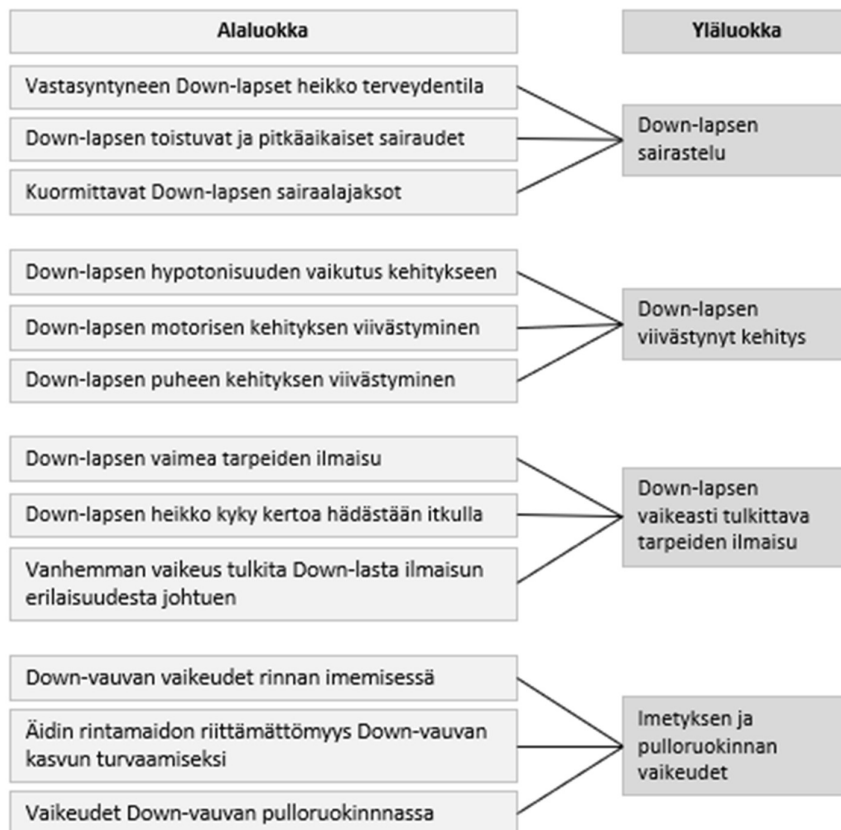 Alaluokka
Yläluokka
Vastasyntyneen Down-lapset heikko terveydentila
Down-lapsen toistuvat ja pitkäaikaiset sairaudet
Kuormittavat Down-lapsen sairaalajaksot
Down-lapsen
sairastelu
Down-lapsen hypotonisuuden vaikutus kehitykseen
Down-lapsen motorisen kehityksen viivästyminen
Down-lapsen puheen kehityksen viivästyminen
Down-lapsen
viivästynyt kehitys
Down-lapsen vaimea tarpeiden ilmaisu
Down-lapsen heikko kyky kertoa hädästään itkulla
Vanhemman vaikeus tulkita Down-lasta ilmaisun
erilaisuudesta johtuen
Down-lapsen
vaikeasti tulkittava
tarpeiden ilmaisu
Down-vauvan vaikeudet rinnan imemisessä
Äidin rintamaidon riittämättömyys Down-vauvan
kasvun turvaamiseksi
Vaikeudet Down-vauvan pulloruokinnnassa
Imetyksen ja
pulloruokinnan
vaikeudet